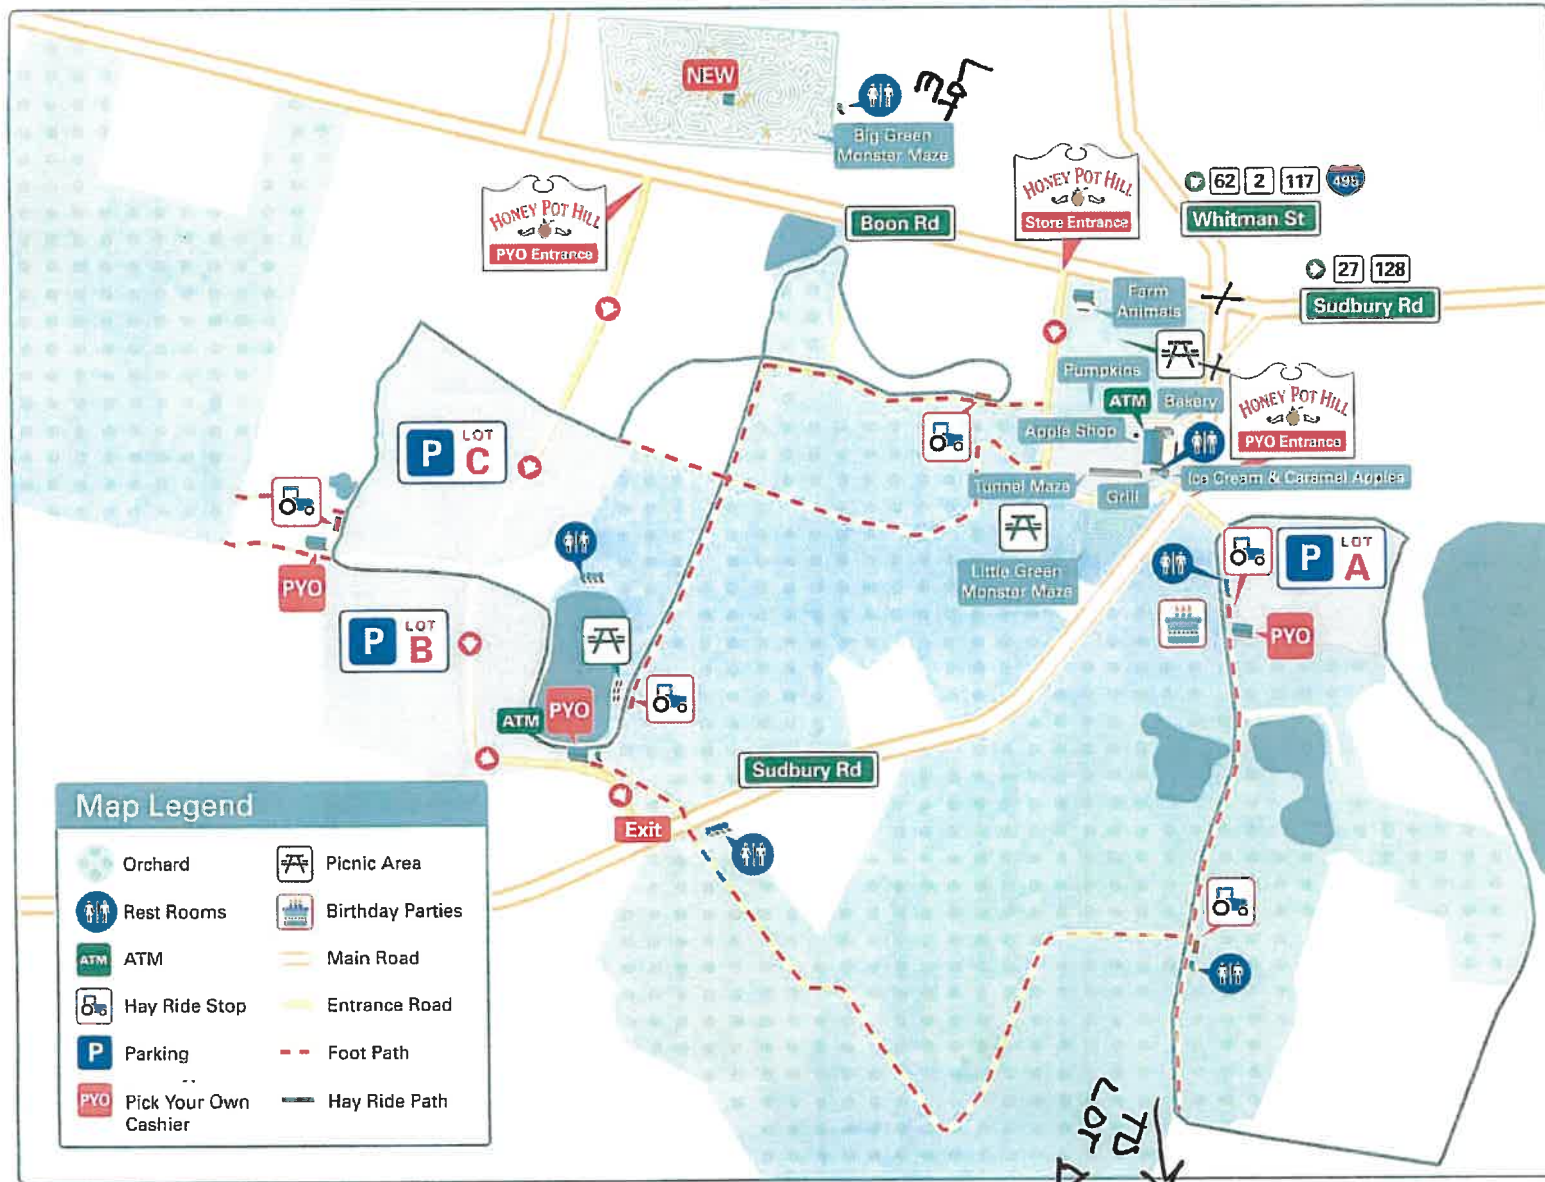 NEW
Big Green
Monster Maze
HONEY POT HILL
PYO Entrance
Boon Rd
HONEY POT HILL
Store Entrance
62 2 117 495
Whitman St
27 128
Sudbury Rd
Farm
Animals
Pumpkins
ATM
Bakery
Apple Shop
HONEY POT HILL
PYO Entrance
Tunnel Maze
Grill
Ice Cream & Caramel Apples
P LOT
C
Little Green
Monster Maze
P LOT
A
PYO
PYO
P LOT
B
ATM
PYO
Sudbury Rd
Exit
Map Legend
Orchard
Rest Rooms
ATM ATM
Hay Ride Stop
P Parking
PYO Pick Your Own
Cashier
Picnic Area
Birthday Parties
Main Road
Entrance Road
Foot Path
Hay Ride Path
TO
LOT